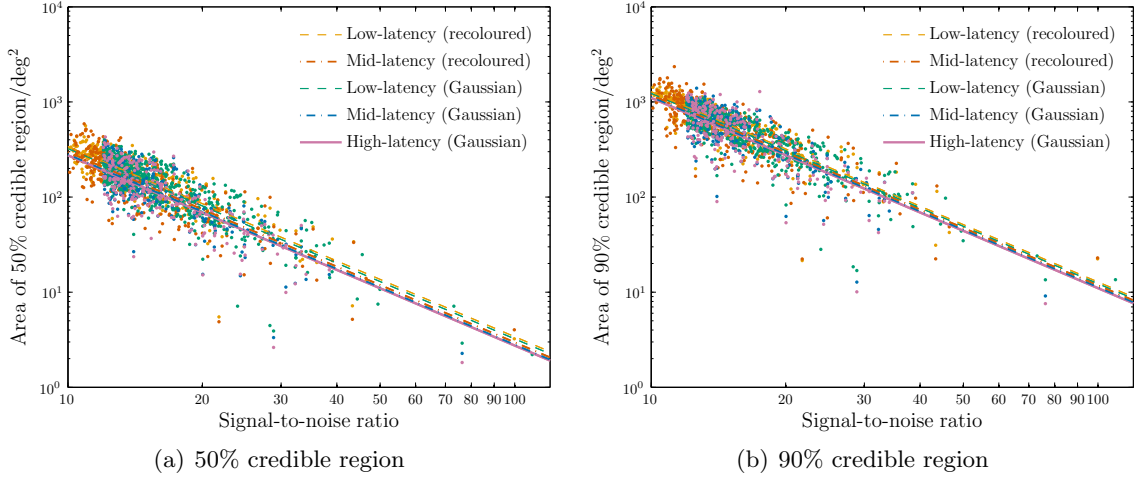 10^4
10^3
10^2
10^1
10^0
Area of 50% credible region/deg^2
Low-latency (recoloured)
Mid-latency (recoloured)
Low-latency (Gaussian)
Mid-latency (Gaussian)
High-latency (Gaussian)
10 20 30 40 50 60 70 80 90 100
Signal-to-noise ratio
(a) 50% credible region
10^4
10^3
10^2
10^1
10^0
Area of 90% credible region/deg^2
Low-latency (recoloured)
Mid-latency (recoloured)
Low-latency (Gaussian)
Mid-latency (Gaussian)
High-latency (Gaussian)
10 20 30 40 50 60 70 80 90 100
Signal-to-noise ratio
(b) 90% credible region